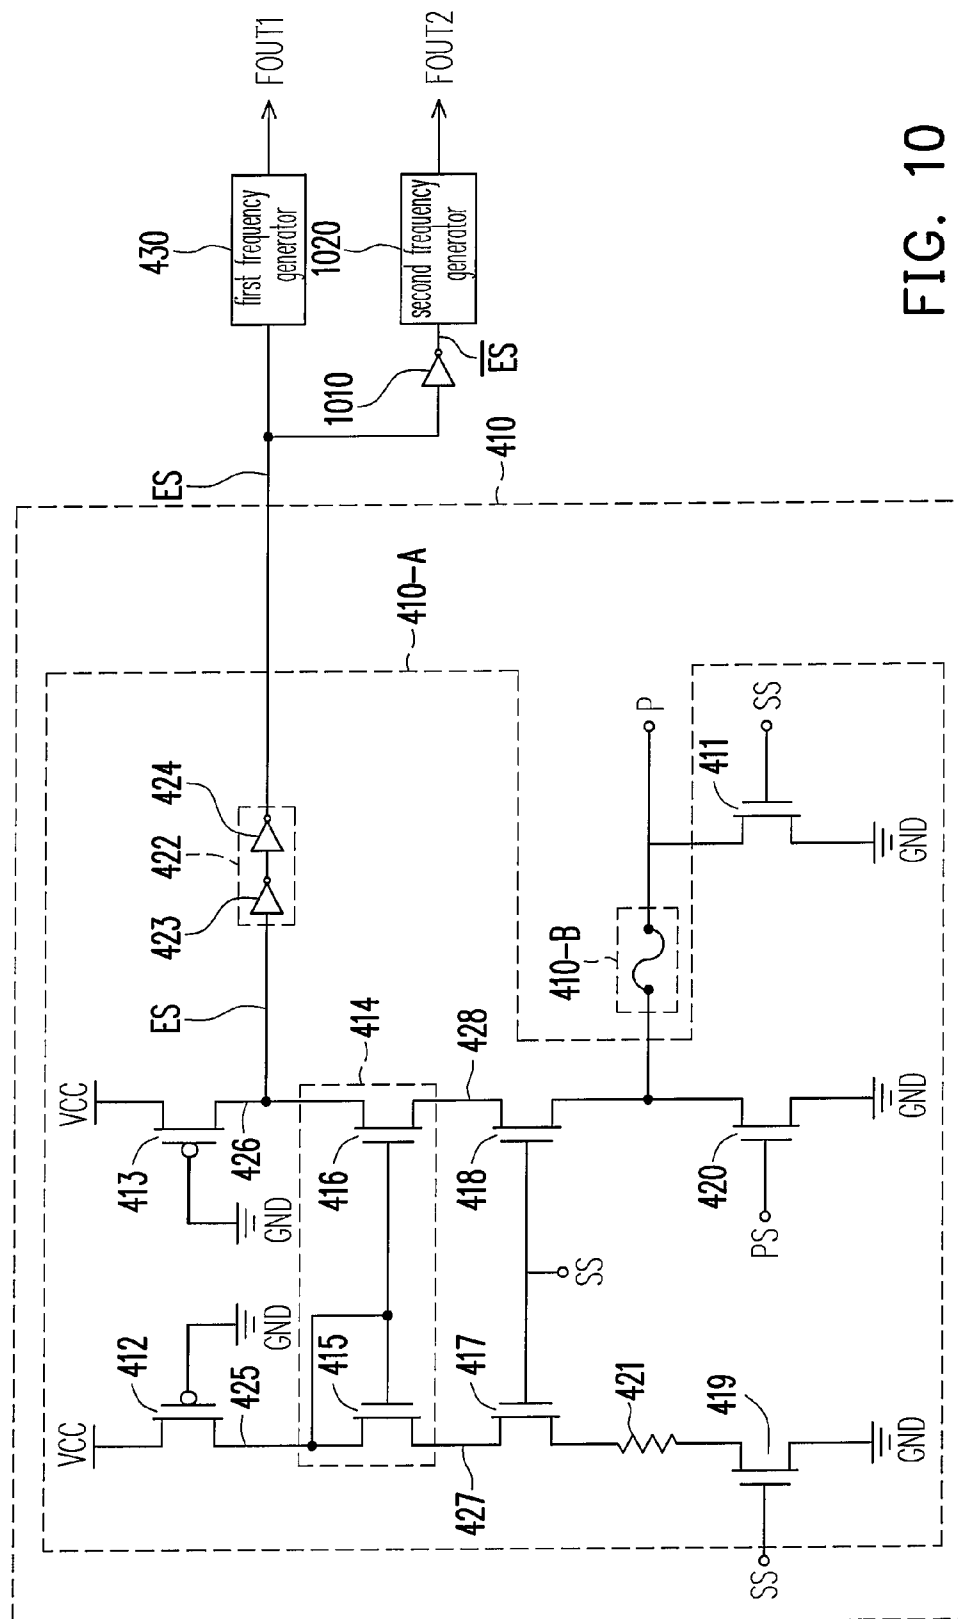 FOUT1
FOUT2
430
first frequency
generator
1020
second frequency
generator
1010
ES
ES
410
410-A
424
422
423
ES
P
SS
411
GND
410-B
414
428
VCC
413
426
GND
416
418
420
PS
GND
SS
VCC
412
425
GND
415
417
427
421
419
SS
GND
FIG. 10